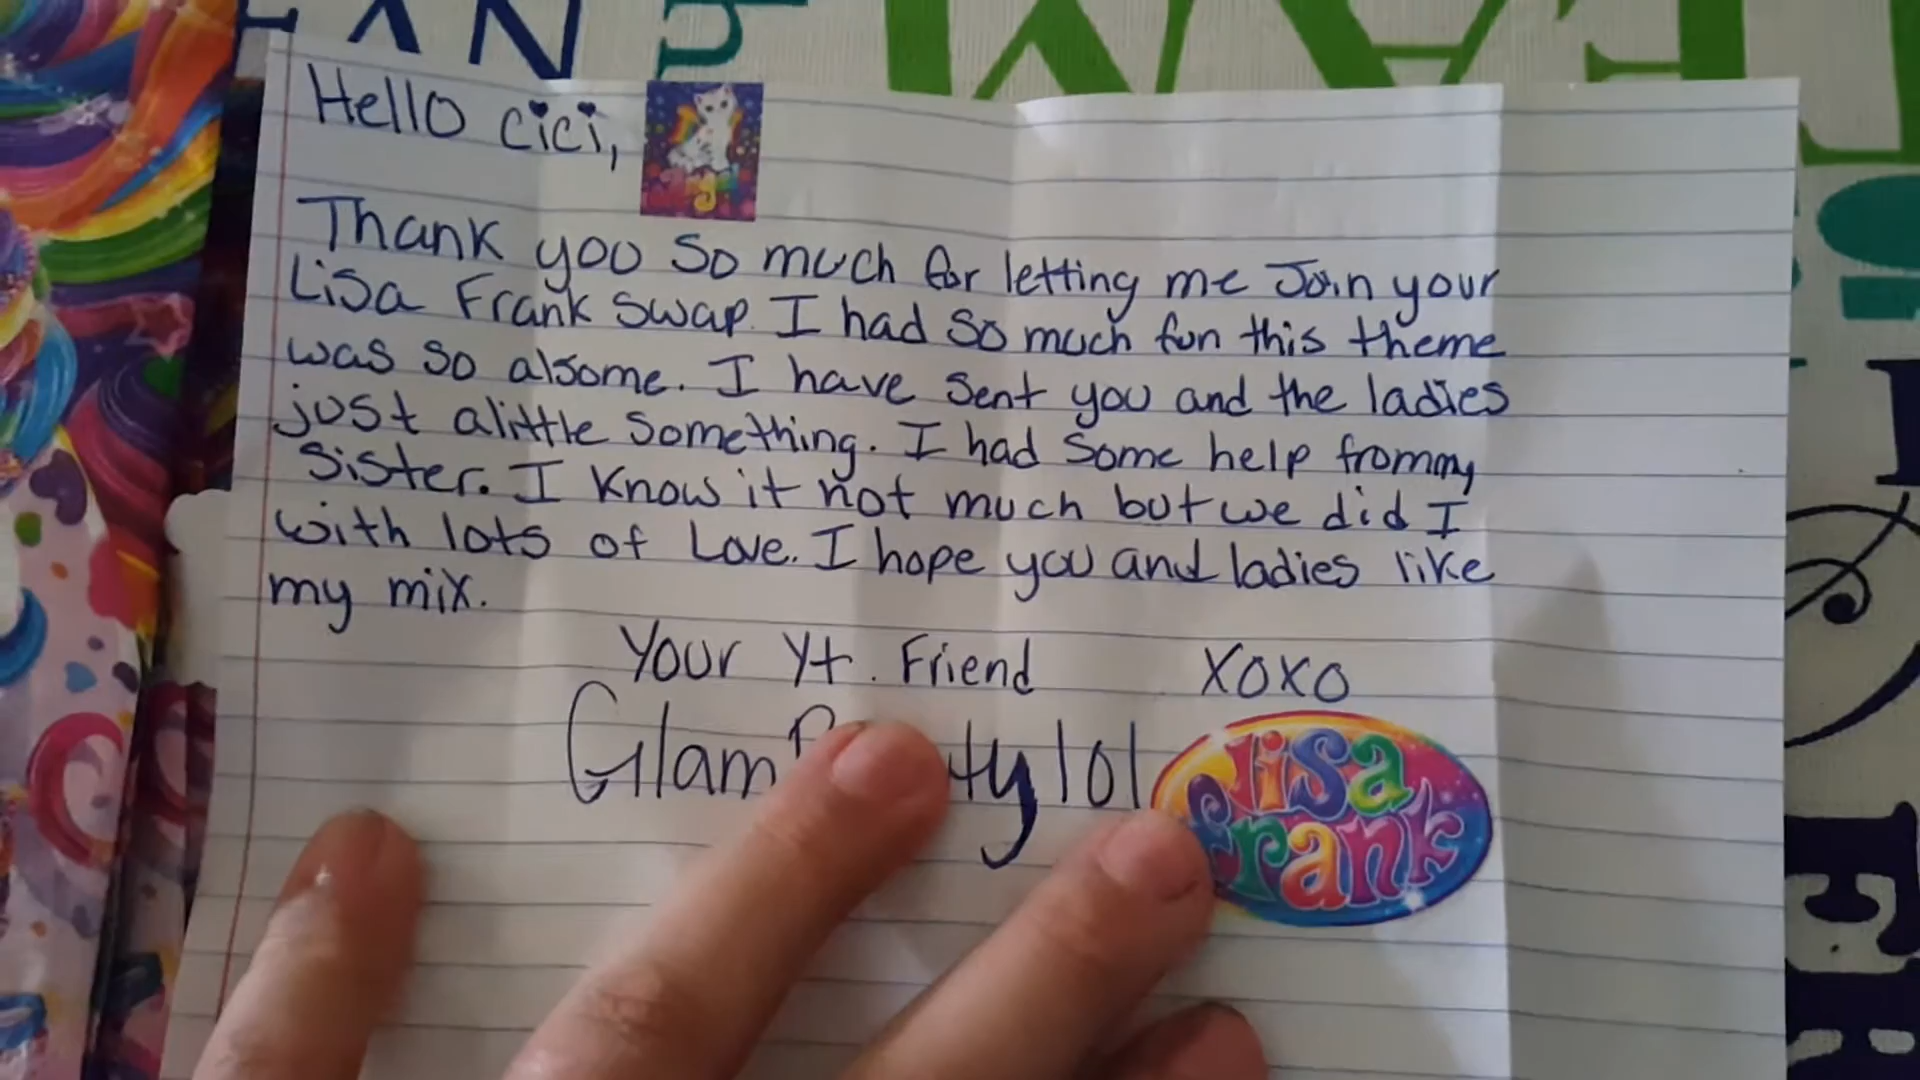 Hello cici,
Thank you so much for letting me Join your
Lisa Frank swap. I had so much fun this theme
was so alsome. I have sent you and the ladies
just alittle something. I had some help frommy
sister. I know it not much but we did I
with lots of Love. I hope you and ladies like
my mix.
Your Yt. Friend XOXO
lol
lisa
frank